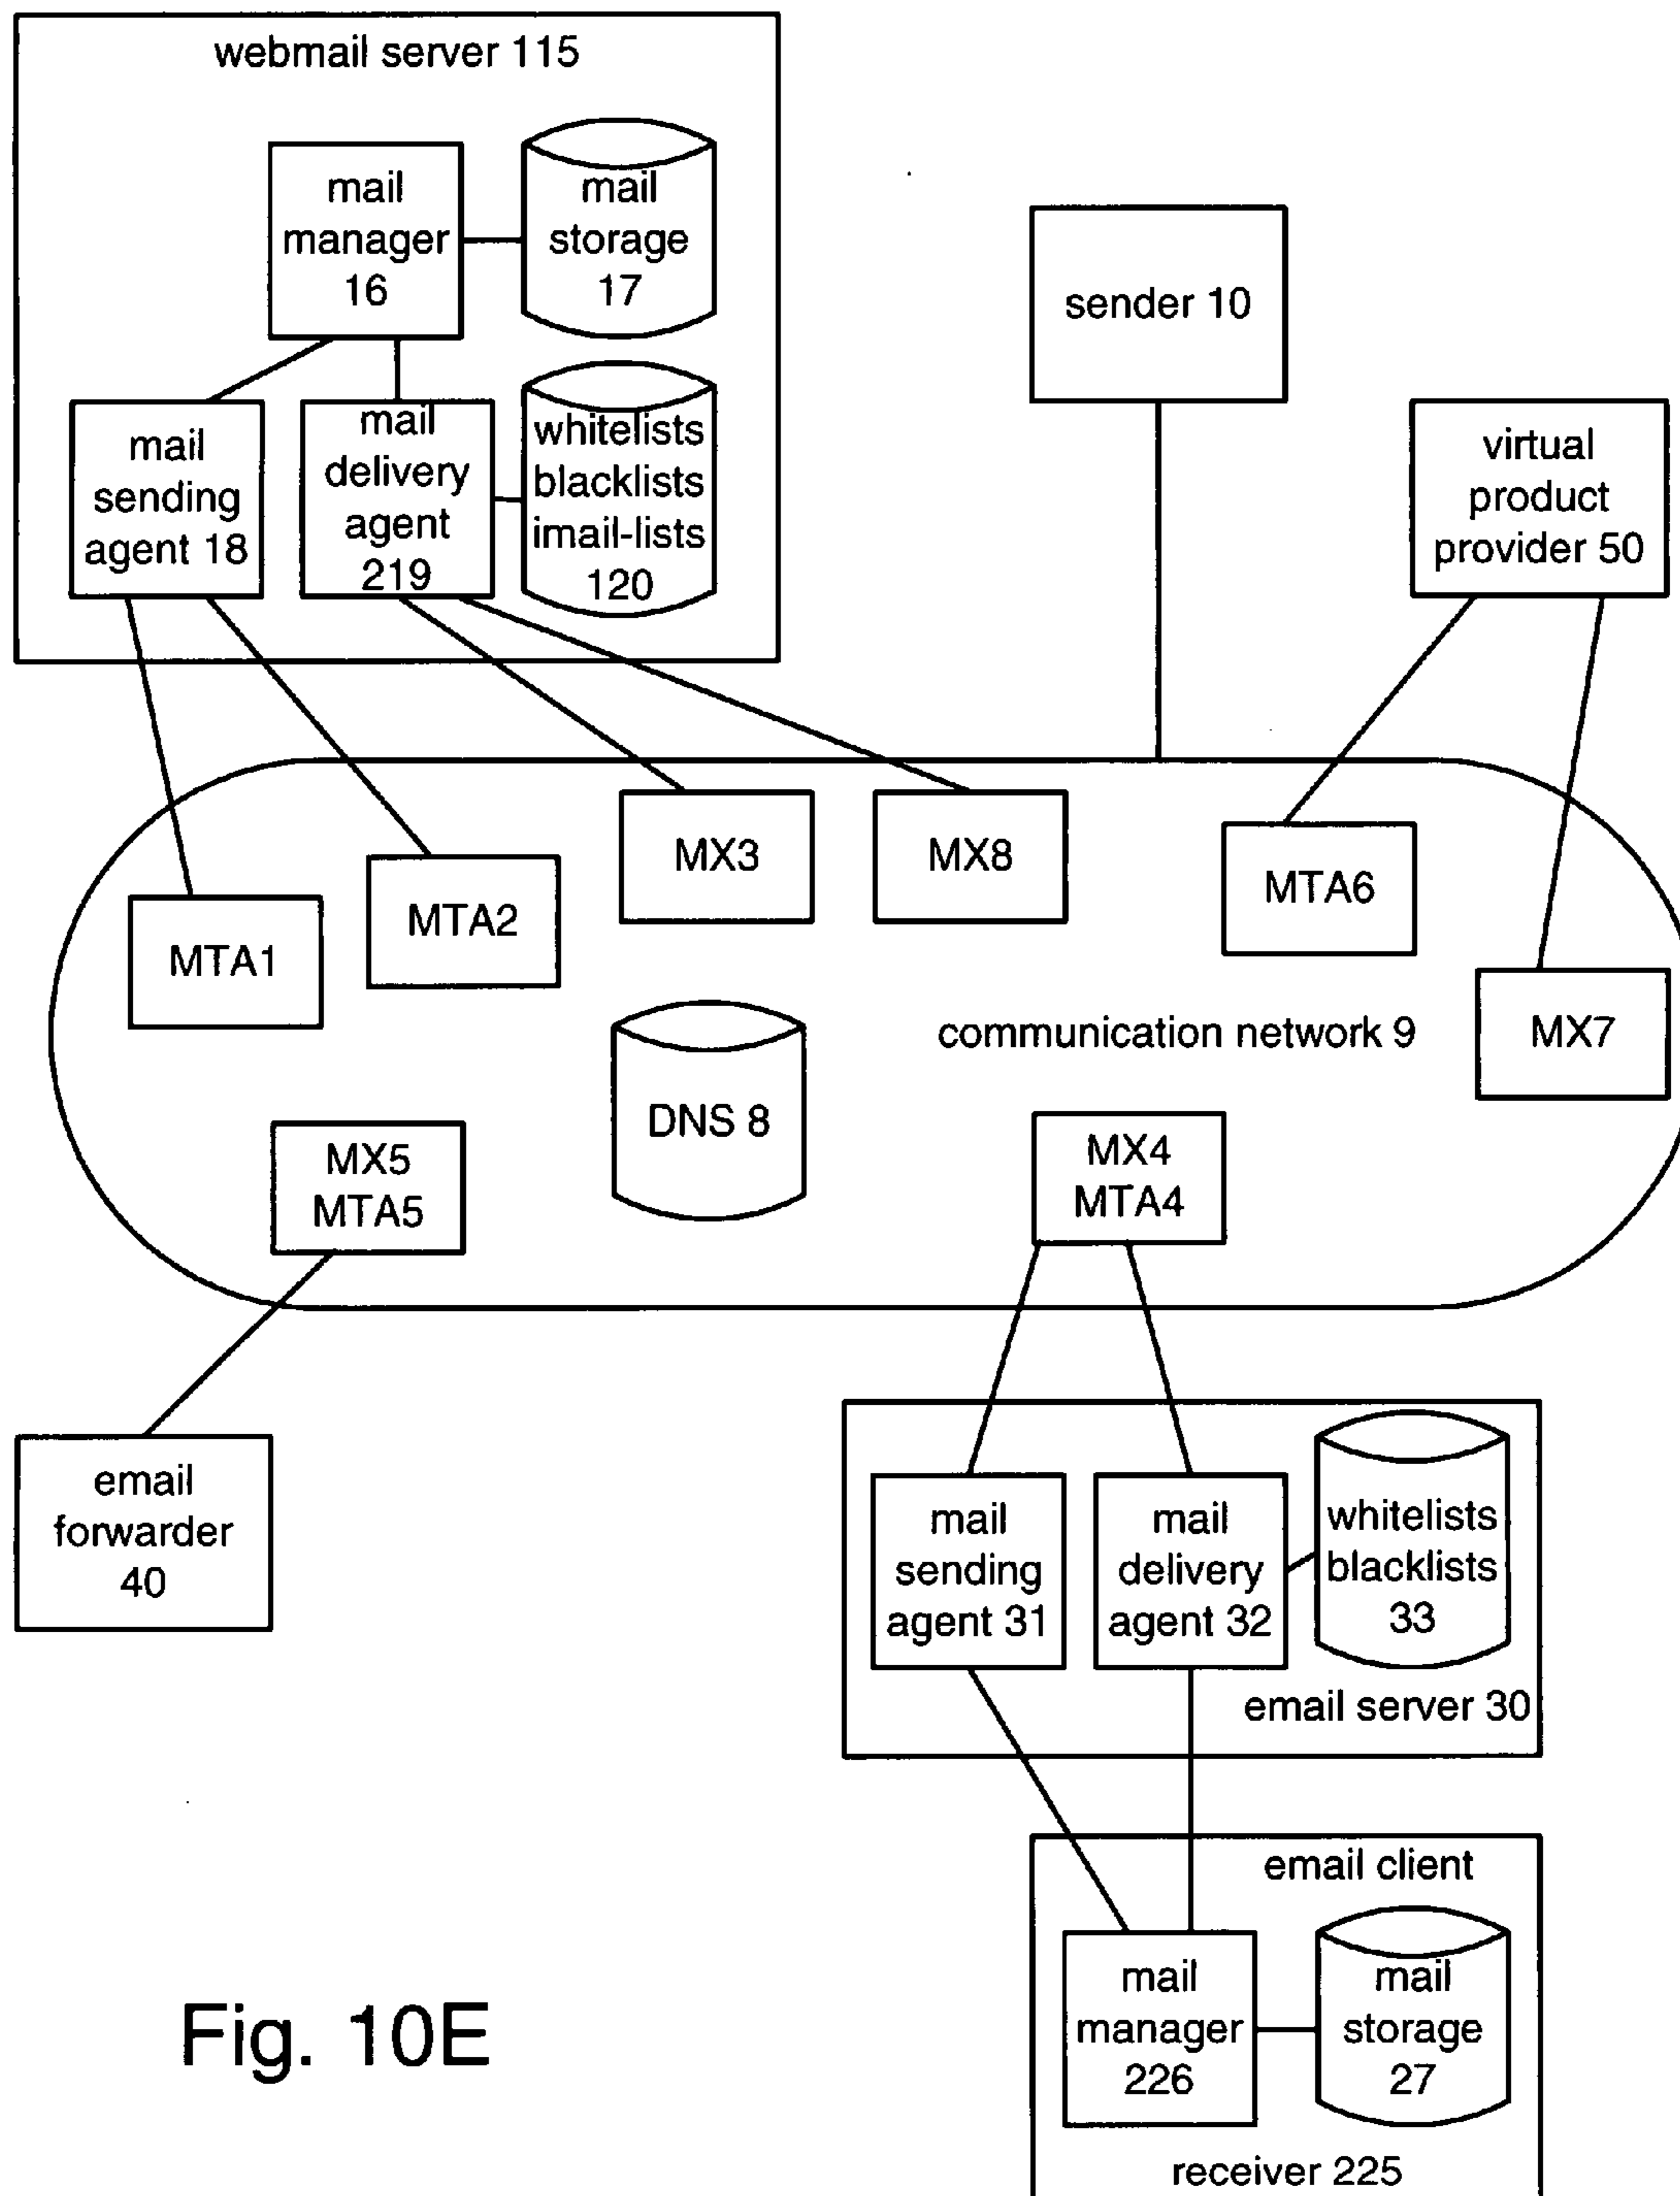 webmail server 115
mail
manager
16
mail
storage
17
mail
sending
agent 18
mail
delivery
agent
219
whitelists
blacklists
imail-lists
120
sender 10
virtual
product
provider 50
MTA1
MTA2
MX3
MX8
MTA6
MX7
communication network 9
DNS 8
MX5
MTA5
MX4
MTA4
email
forwarder
40
mail
sending
agent 31
mail
delivery
agent 32
whitelists
blacklists
33
email server 30
email client
mail
manager
226
mail
storage
27
receiver 225
Fig. 10E